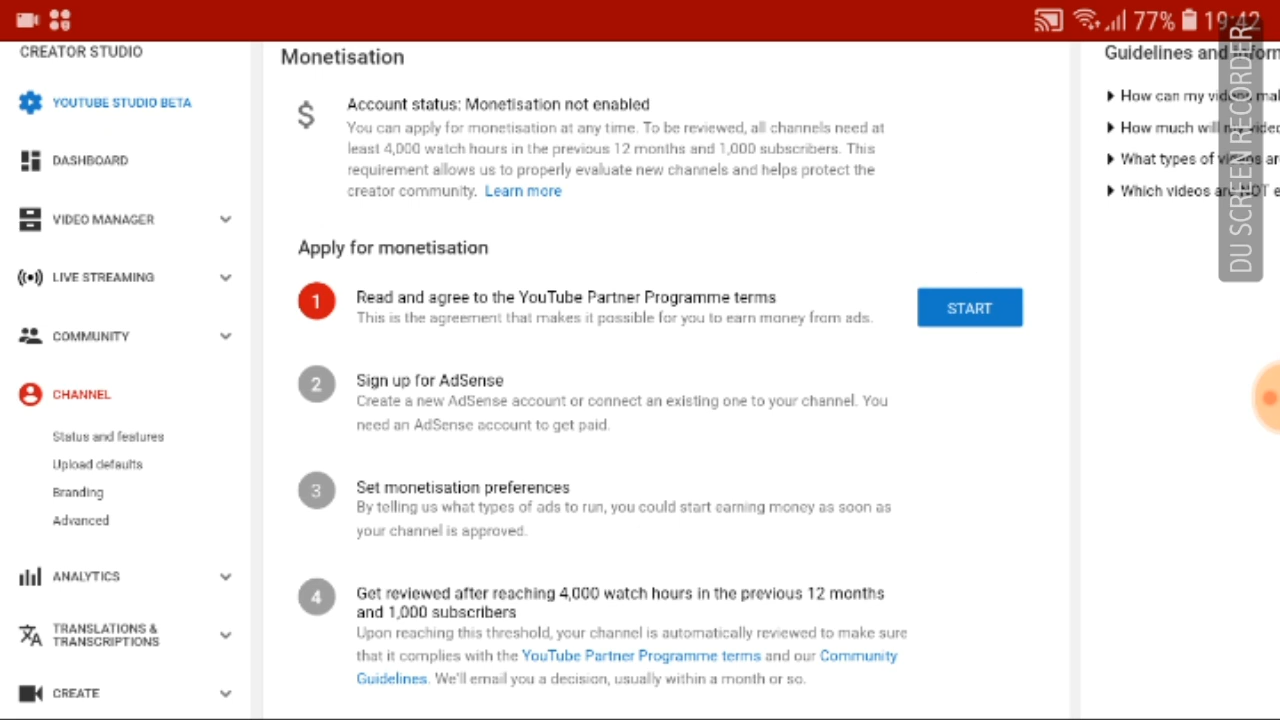 77% 19:42
CREATOR STUDIO
YOUTUBE STUDIO BETA
DASHBOARD
VIDEO MANAGER
LIVE STREAMING
COMMUNITY
CHANNEL
Status and features
Upload defaults
Branding
Advanced
ANALYTICS
TRANSLATIONS &
TRANSCRIPTIONS
CREATE
Monetisation
$
Account status: Monetisation not enabled
You can apply for monetisation at any time. To be reviewed, all channels need at
least 4,000 watch hours in the previous 12 months and 1,000 subscribers. This
requirement allows us to properly evaluate new channels and helps protect the
creator community. Learn more
Apply for monetisation
1
Read and agree to the YouTube Partner Programme terms
This is the agreement that makes it possible for you to earn money from ads.
START
2
Sign up for AdSense
Create a new AdSense account or connect an existing one to your channel. You
need an AdSense account to get paid.
3
Set monetisation preferences
By telling us what types of ads to run, you could start earning money as soon as
your channel is approved.
4
Get reviewed after reaching 4,000 watch hours in the previous 12 months
and 1,000 subscribers
Upon reaching this threshold, your channel is automatically reviewed to make sure
that it complies with the YouTube Partner Programme terms and our Community
Guidelines. We'll email you a decision, usually within a month or so.
Guidelines and
How can my
How much will
What types of
Which videos are NOT
DU SCREEN RECORDER